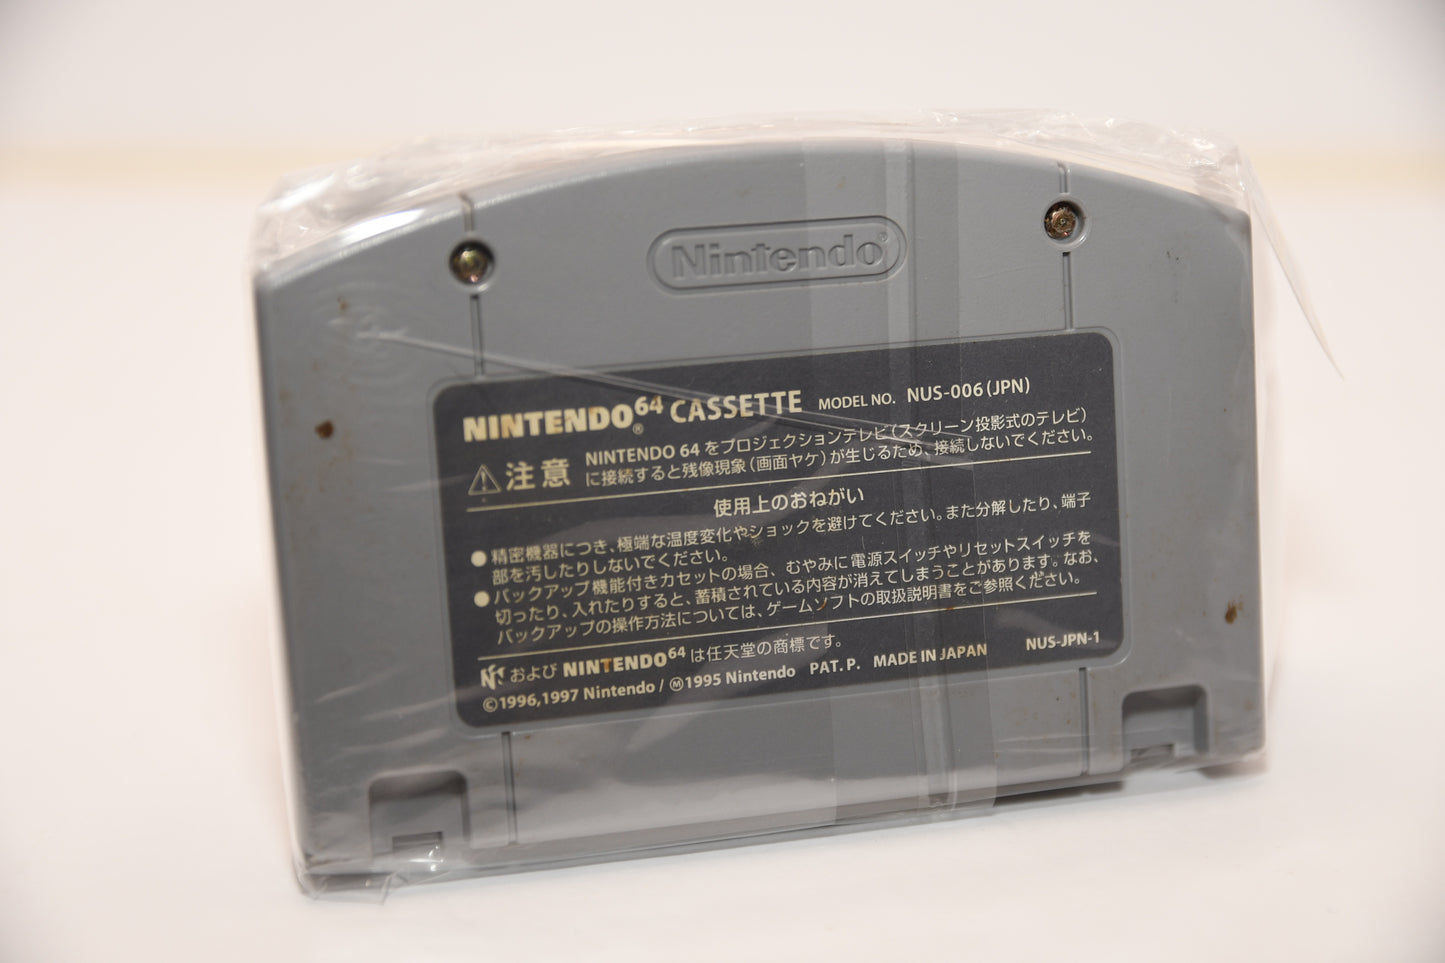 Nintendo®
NINTENDO®64 CASSETTE MODEL NO. NUS-006(JPN)
⚠注意 NINTENDO 64をプロジェクションテレビ(スクリーン投影式のテレビ)
に接続すると残像現象(画面ヤケ)が生じるため、接続しないでください。
使用上のおねがい
●精密機器につき、極端な温度変化やショックを避けてください。また分解したり、端子
部を汚したりしないでください。
●バックアップ機能付きカセットの場合、むやみに電源スイッチやリセットスイッチを
切ったり、入れたりすると、蓄積されている内容が消えてしまうことがあります。なお、
バックアップの操作方法については、ゲームソフトの取扱説明書をご参照ください。
および NINTENDO64は任天堂の商標です。
©1996,1997 Nintendo / Ⓜ1995 Nintendo PAT. P. MADE IN JAPAN NUS-JPN-1